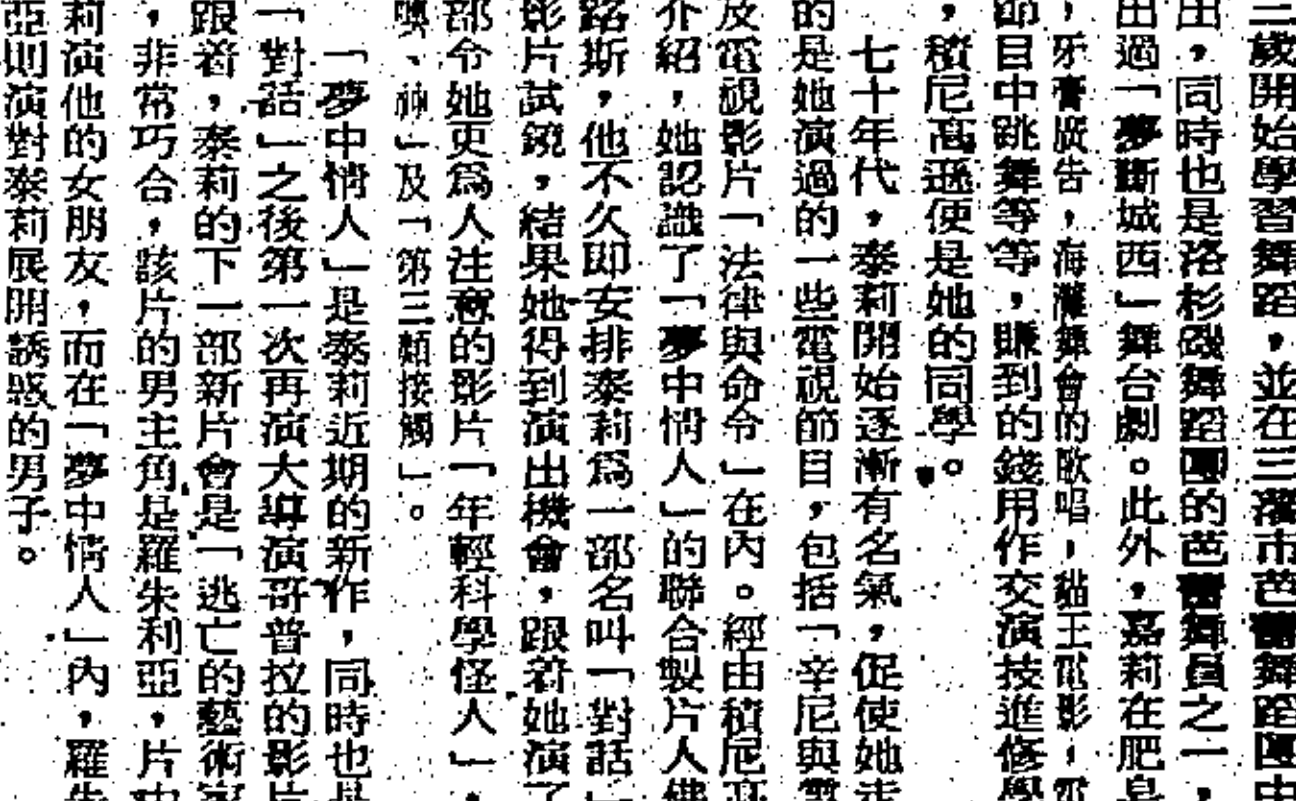 三歲開始學習舞蹈，並在三藩市芭蕾舞蹈團中
出，同時也是洛杉磯舞蹈團的芭蕾舞員之一，
出過「夢斷城西」舞台劇。此外，嘉莉在肥皂
，牙膏廣告，海灘舞會的歌唱，貓王電影，電
節目中跳舞等等，賺到的錢用作交演技進修學
，積尼高遜便是她的同學。
七十年代，泰莉開始逐漸有名氣，促使她走
的是她演過的一些電視節目，包括「辛尼與雪
及電視影片「法律與命令」在內。經由積尼高
介紹，她認識了「夢中情人」的聯合製片人佛
路斯，他不久即安排泰莉爲一部名叫「對話」
影片試鏡，結果她得到演出機會，跟着她演了
部令她更爲人注意的影片「年輕科學怪人」，
噢、神」及「第三類接觸」。
「夢中情人」是泰莉近期的新作，同時也是
「對話」之後第一次再演大導演哥普拉的影片
跟着，泰莉的下一部新片會是「逃亡的藝術家
，非常巧合，該片的男主角是羅朱利亞，片中
莉演他的女朋友，而在「夢中情人」內，羅朱
亞則演對泰莉展開誘惑的男子。